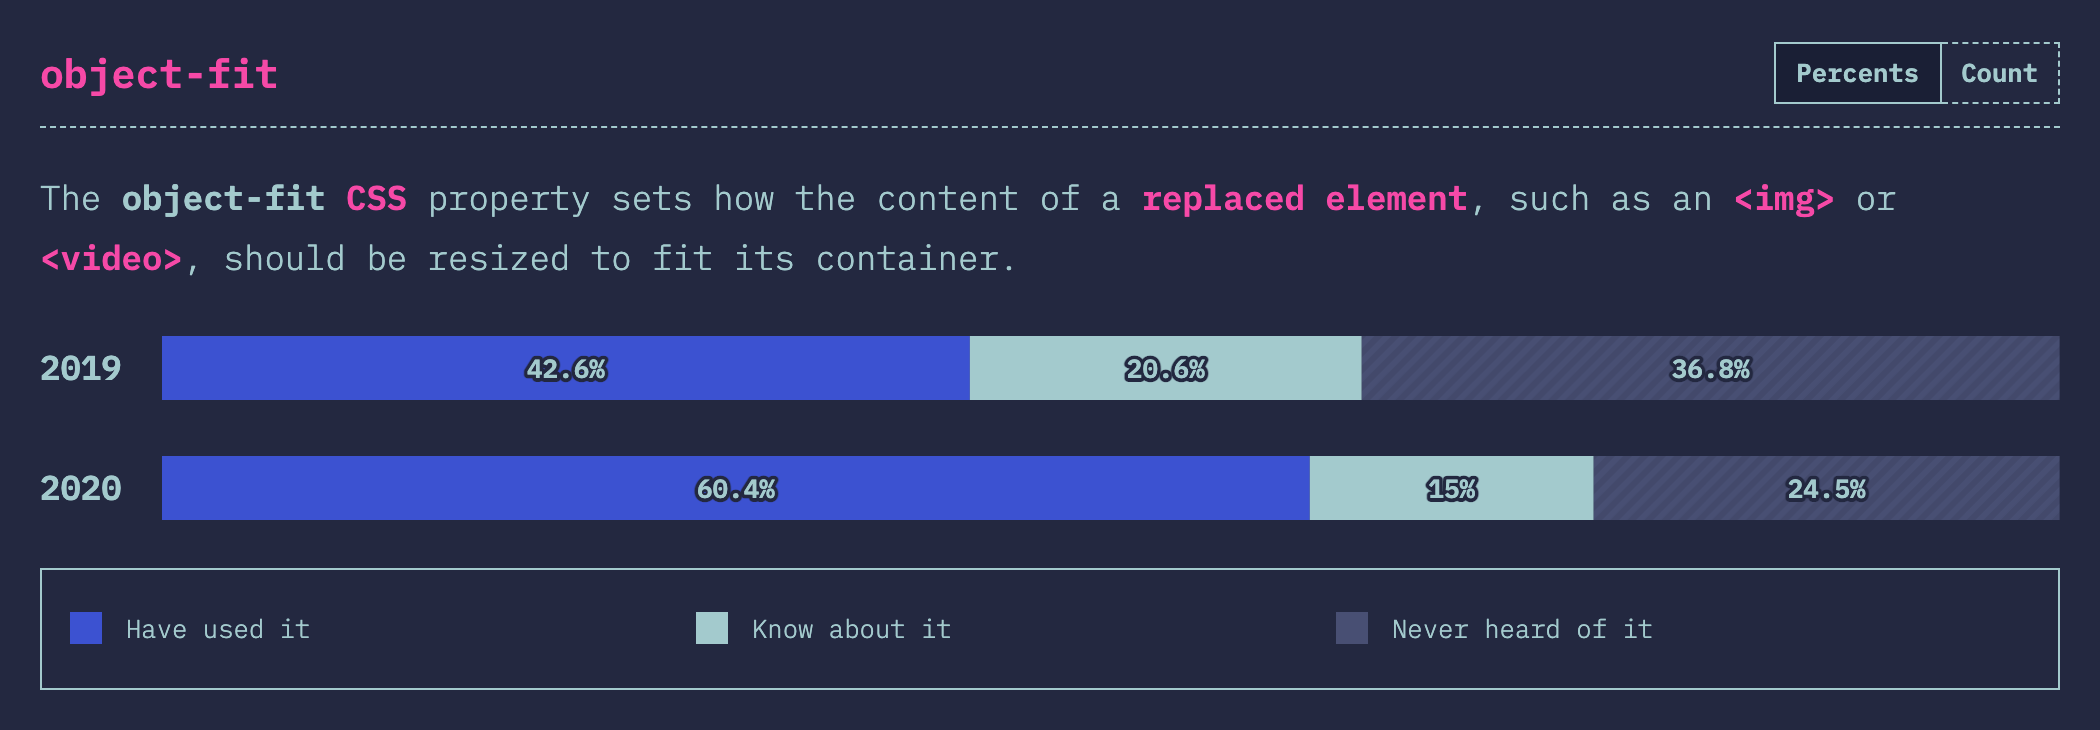 object-fit
Percents Count
The object-fit CSS property sets how the content of a replaced element, such as an <img> or
<video>, should be resized to fit its container.
2019 42.6% 20.6% 36.8%
2020 60.4% 15% 24.5%
Have used it Know about it Never heard of it